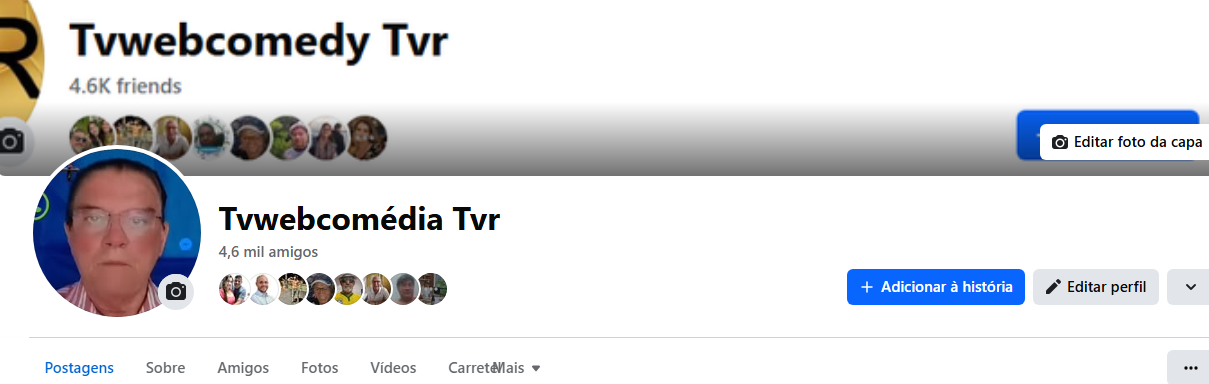 R
Tvwebcomedy Tvr
4.6K friends
Editar foto da capa
Tvwebcomédia Tvr
4,6 mil amigos
+ Adicionar à história
Editar perfil
Postagens Sobre Amigos Fotos Vídeos Carretel Mais